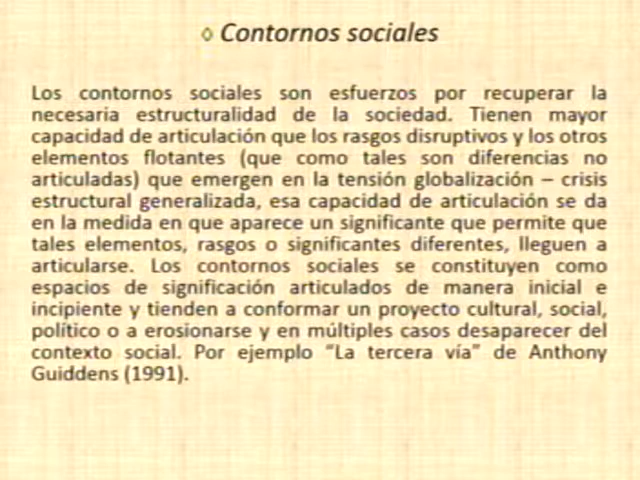 ◊ Contornos sociales
Los contornos sociales son esfuerzos por recuperar la
necesaria estructuralidad de la sociedad. Tienen mayor
capacidad de articulación que los rasgos disruptivos y los otros
elementos flotantes (que como tales son diferencias no
articuladas) que emergen en la tensión globalización – crisis
estructural generalizada, esa capacidad de articulación se da
en la medida en que aparece un significante que permite que
tales elementos, rasgos o significantes diferentes, lleguen a
articularse. Los contornos sociales se constituyen como
espacios de significación articulados de manera inicial e
incipiente y tienden a conformar un proyecto cultural, social,
político o a erosionarse y en múltiples casos desaparecer del
contexto social. Por ejemplo "La tercera vía" de Anthony
Guiddens (1991).